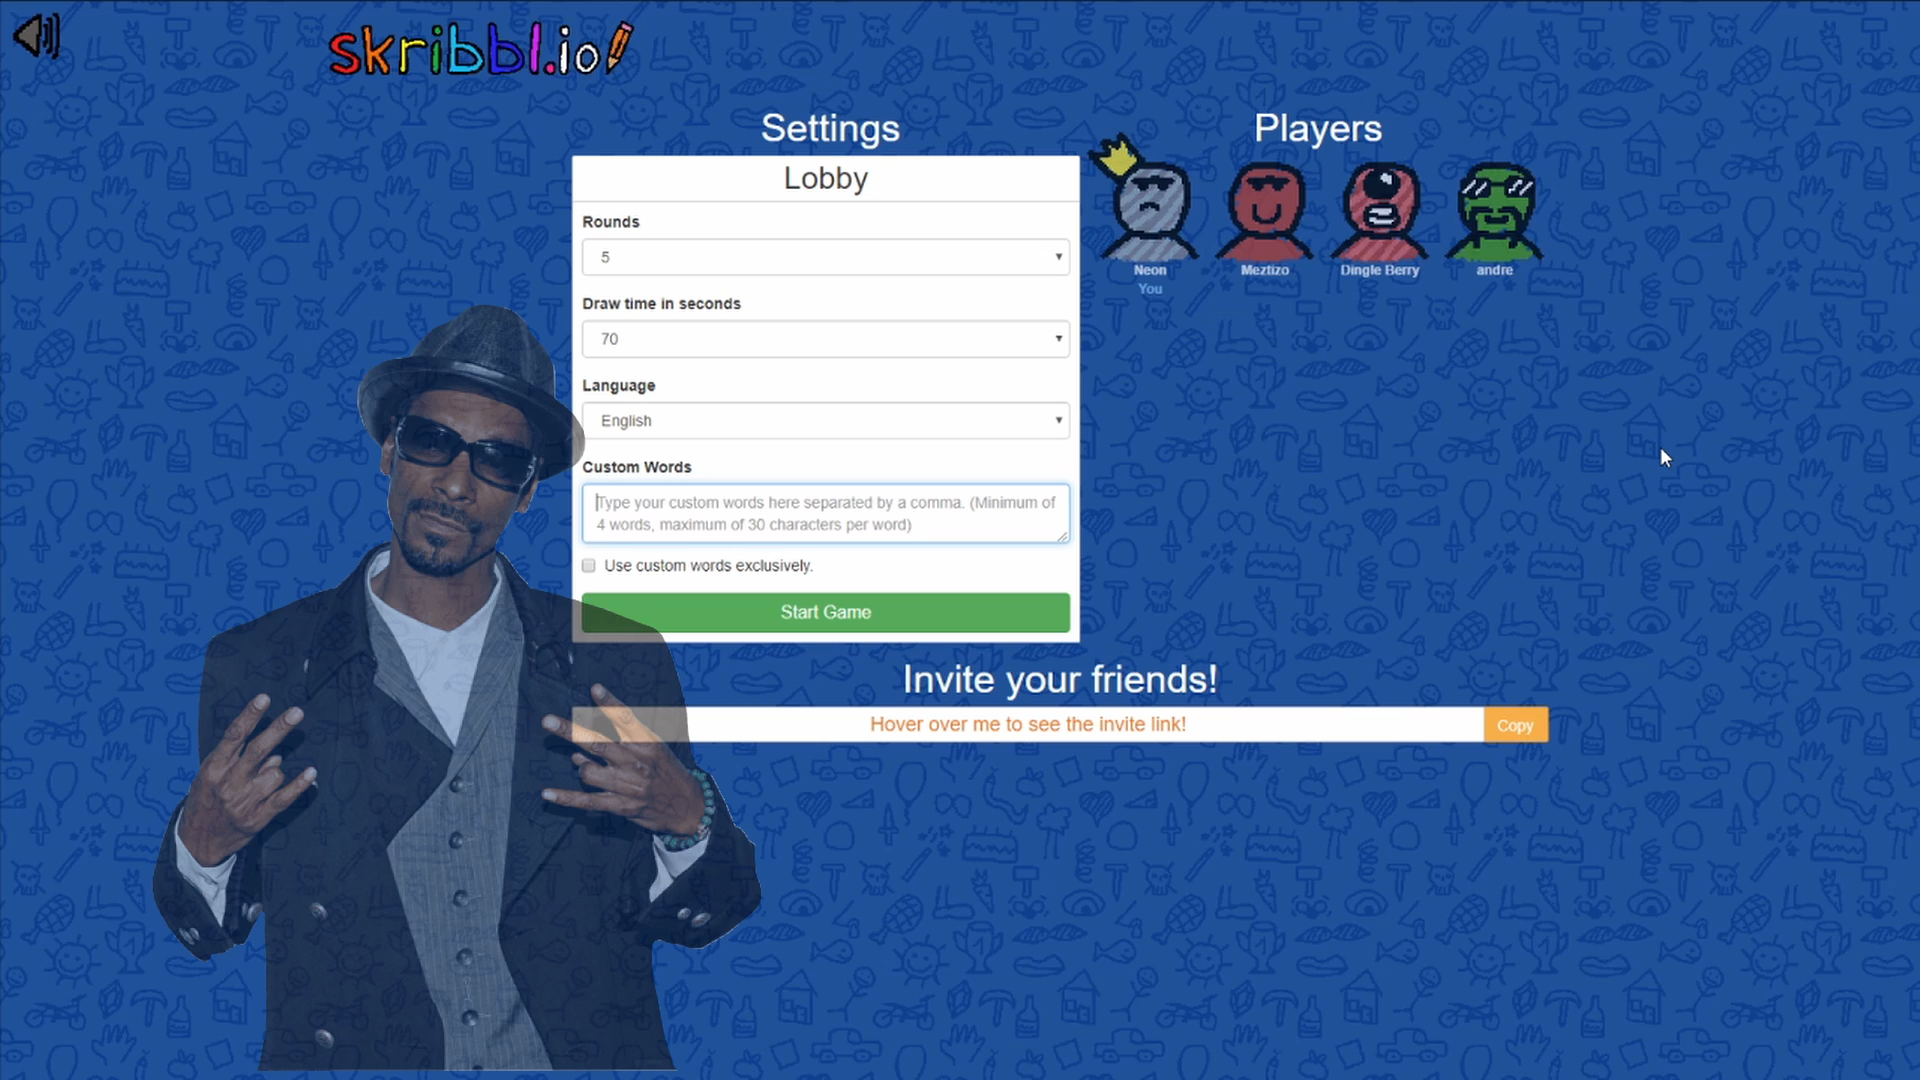 skribbl.io
Settings
Players
Lobby
Rounds
5
Draw time in seconds
70
Language
English
Custom Words
Type your custom words here separated by a comma. (Minimum of
4 words, maximum of 30 characters per word)
Use custom words exclusively.
Start Game
Neon
You
Meztizo
Dingle Berry
andre
Invite your friends!
Hover over me to see the invite link!
Copy